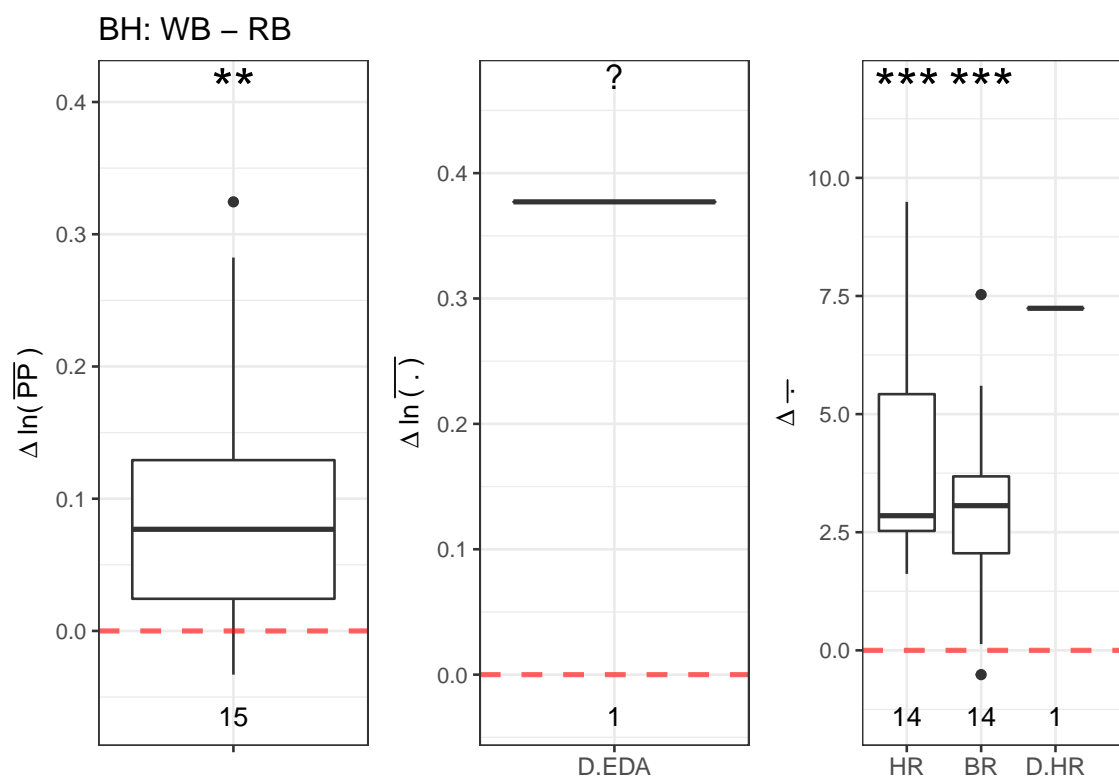 BH: WB − RB
**
0.4
0.3
0.2
0.1
0.0
Δ ln( P̅P̅ )
15
?
0.4
0.3
0.2
0.1
0.0
Δ ln ( . )
1
D.EDA
*** ***
10.0
7.5
5.0
2.5
0.0
Δ .
14 14 1
HR BR D.HR